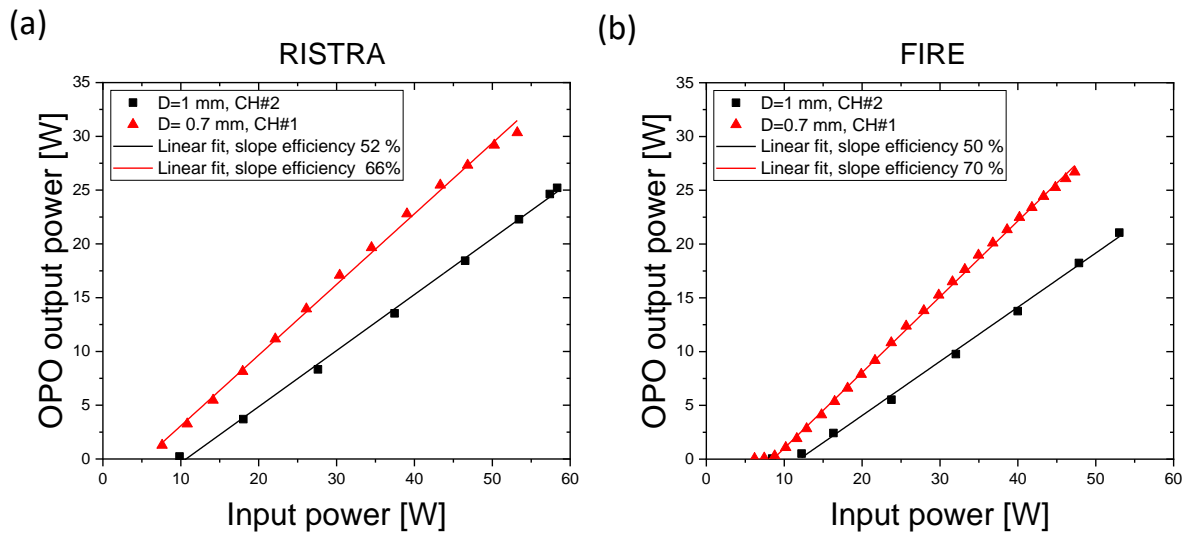 (a)
RISTRA
D=1 mm, CH#2
D= 0.7 mm, CH#1
Linear fit, slope efficiency 52 %
Linear fit, slope efficiency  66%
OPO output power [W]
35
30
25
20
15
10
5
0
0 10 20 30 40 50 60
Input power [W]
(b)
FIRE
D=1 mm, CH#2
D=0.7 mm, CH#1
Linear fit, slope efficiency 50 %
Linear fit, slope efficiency 70 %
OPO output power [W]
35
30
25
20
15
10
5
0
0 10 20 30 40 50 60
Input power [W]